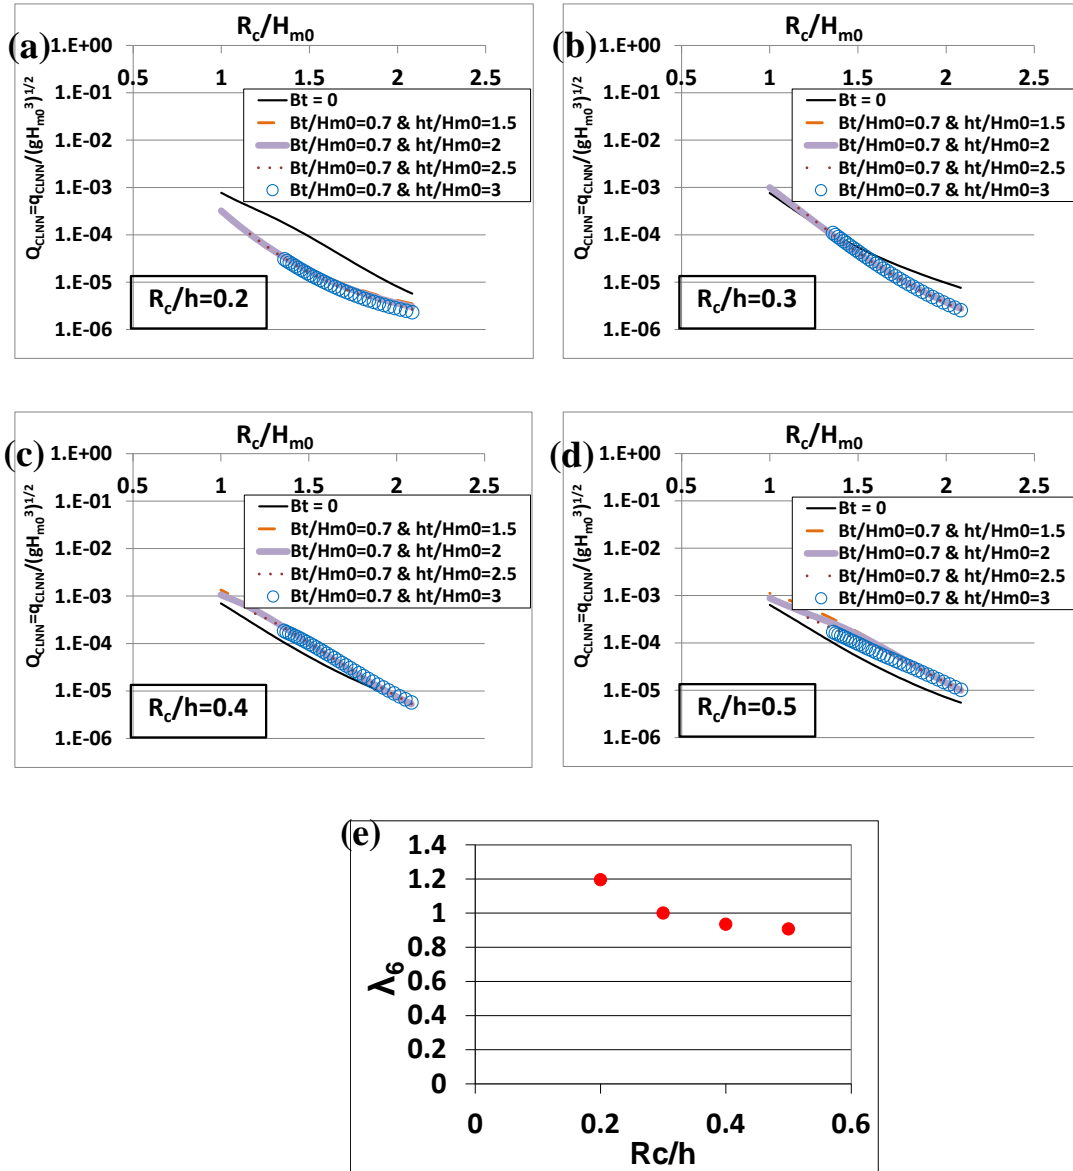 (a)
R_c/H_m0
Q_CLNN=q_CLNN/(gH_m0^3)^1/2
1.E+00
1.E-01
1.E-02
1.E-03
1.E-04
1.E-05
1.E-06
0.5 1 1.5 2 2.5
Bt = 0
Bt/Hm0=0.7 & ht/Hm0=1.5
Bt/Hm0=0.7 & ht/Hm0=2
Bt/Hm0=0.7 & ht/Hm0=2.5
Bt/Hm0=0.7 & ht/Hm0=3
R_c/h=0.2
(b)
R_c/H_m0
Q_CLNN=q_CLNN/(gH_m0^3)^1/2
1.E+00
1.E-01
1.E-02
1.E-03
1.E-04
1.E-05
1.E-06
0.5 1 1.5 2 2.5
Bt = 0
Bt/Hm0=0.7 & ht/Hm0=1.5
Bt/Hm0=0.7 & ht/Hm0=2
Bt/Hm0=0.7 & ht/Hm0=2.5
Bt/Hm0=0.7 & ht/Hm0=3
R_c/h=0.3
(c)
R_c/H_m0
Q_CLNN=q_CLNN/(gH_m0^3)^1/2
1.E+00
1.E-01
1.E-02
1.E-03
1.E-04
1.E-05
1.E-06
0.5 1 1.5 2 2.5
Bt = 0
Bt/Hm0=0.7 & ht/Hm0=1.5
Bt/Hm0=0.7 & ht/Hm0=2
Bt/Hm0=0.7 & ht/Hm0=2.5
Bt/Hm0=0.7 & ht/Hm0=3
R_c/h=0.4
(d)
R_c/H_m0
Q_CLNN=q_CLNN/(gH_m0^3)^1/2
1.E+00
1.E-01
1.E-02
1.E-03
1.E-04
1.E-05
1.E-06
0.5 1 1.5 2 2.5
Bt = 0
Bt/Hm0=0.7 & ht/Hm0=1.5
Bt/Hm0=0.7 & ht/Hm0=2
Bt/Hm0=0.7 & ht/Hm0=2.5
Bt/Hm0=0.7 & ht/Hm0=3
R_c/h=0.5
(e)
λ_6
1.4
1.2
1
0.8
0.6
0.4
0.2
0
0 0.2 0.4 0.6
Rc/h